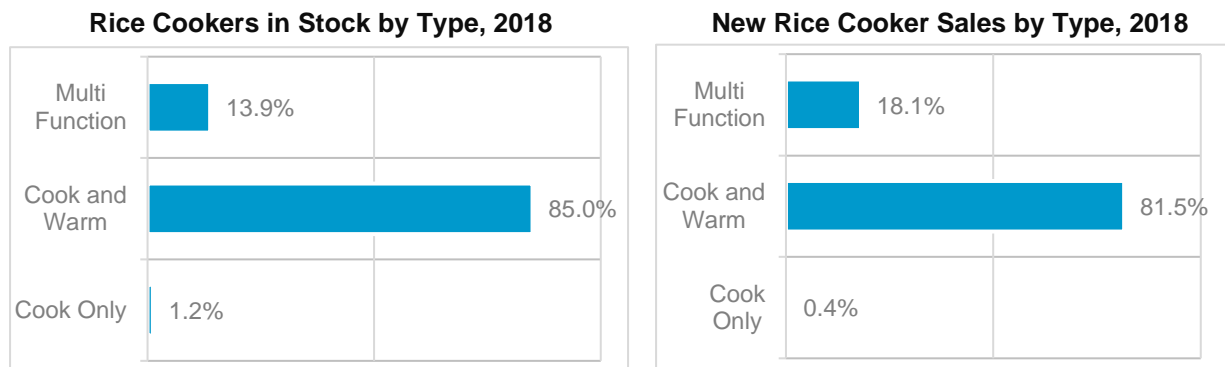 Rice Cookers in Stock by Type, 2018
Multi
Function
13.9%
Cook and
Warm
85.0%
Cook Only
1.2%
New Rice Cooker Sales by Type, 2018
Multi
Function
18.1%
Cook and
Warm
81.5%
Cook
Only
0.4%